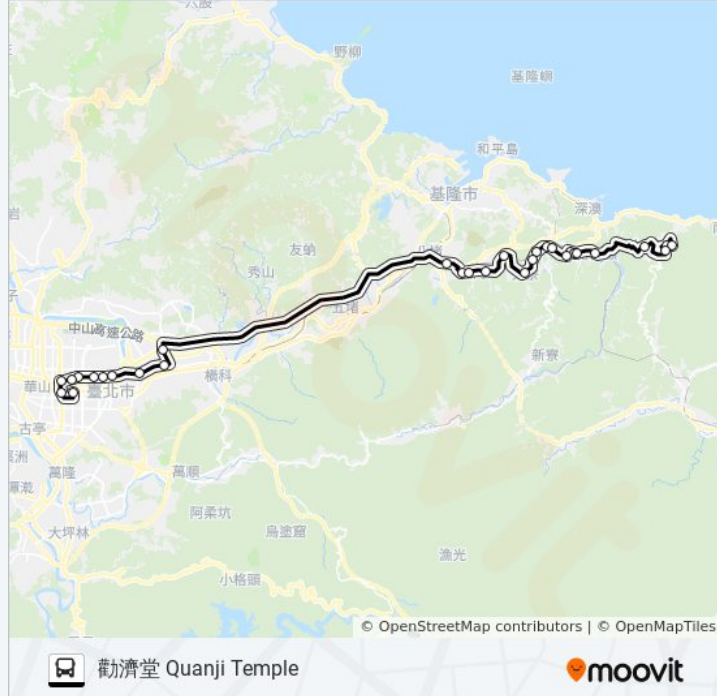 六股
野柳
基隆嶼
和平島
基隆市
深澳
岩
友蚋
八堵
秀山
五堵
中山高速公路
新寮
橫科
華山
臺北市
古亭
萬隆
萬順
阿柔坑
大坪林
烏塗窟
漁光
小格頭
© OpenStreetMap contributors | © OpenMapTiles
勸濟堂 Quanji Temple
moovit